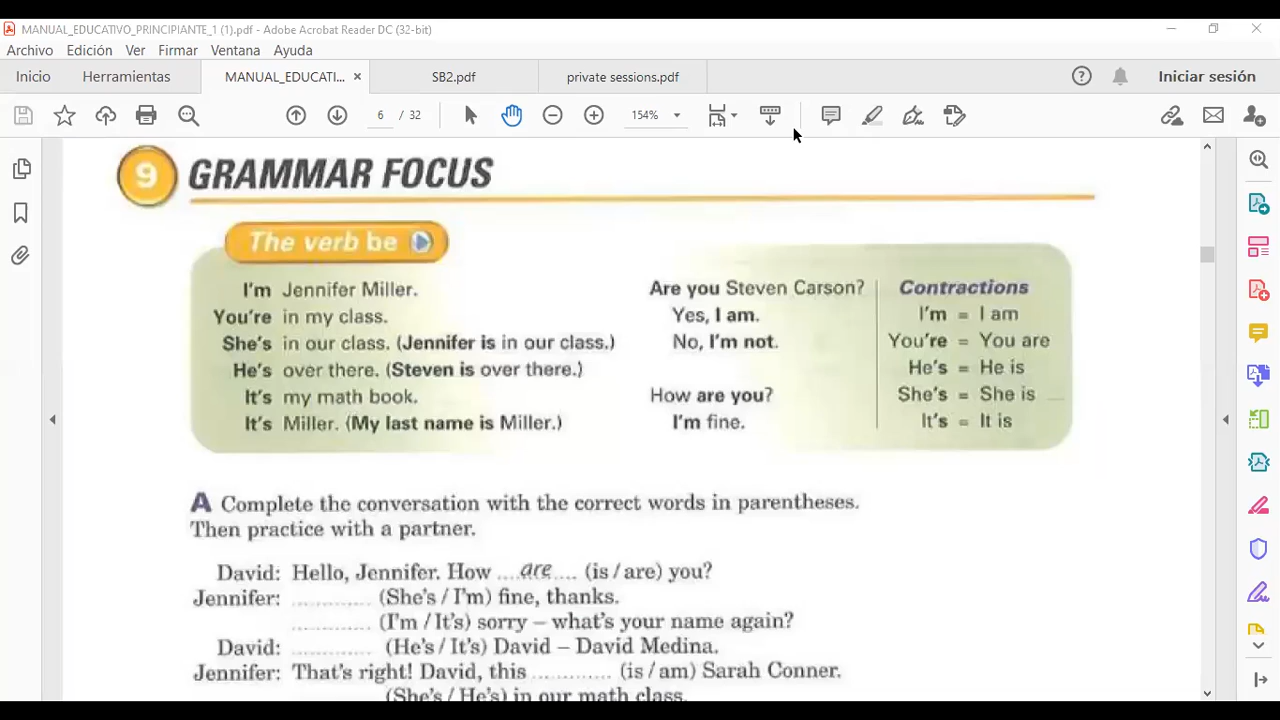 MANUAL_EDUCATIVO_PRINCIPIANTE_1 (1).pdf - Adobe Acrobat Reader DC (32-bit)
Archivo Edición Ver Firmar Ventana Ayuda
Inicio Herramientas MANUAL_EDUCATI... × SB2.pdf private sessions.pdf Iniciar sesión
6 / 32 154%
9 GRAMMAR FOCUS
The verb be
I'm Jennifer Miller.
You're in my class.
She's in our class. (Jennifer is in our class.)
He's over there. (Steven is over there.)
It's my math book.
It's Miller. (My last name is Miller.)
Are you Steven Carson?
Yes, I am.
No, I'm not.
How are you?
I'm fine.
Contractions
I'm = I am
You're = You are
He's = He is
She's = She is
It's = It is
A Complete the conversation with the correct words in parentheses.
Then practice with a partner.
David: Hello, Jennifer. How ....are.... (is / are) you?
Jennifer: ............ (She's / I'm) fine, thanks.
............ (I'm / It's) sorry – what's your name again?
David: ............ (He's / It's) David – David Medina.
Jennifer: That's right! David, this ............ (is / am) Sarah Conner.
(She's / He's) in our math class.